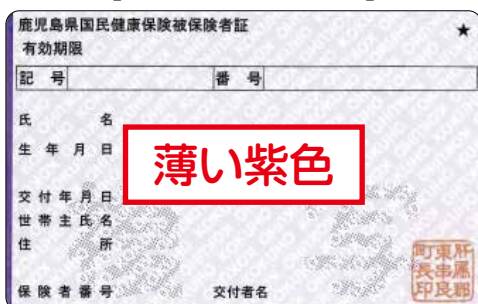 鹿児島県国民健康保険被保険者証
★
有効期限
記 号 番 号
氏 名
生 年 月 日
薄い紫色
交 付 年 月 日
世 帯 主 氏 名
住 所
保 険 者 番 号 交付者名
肝属郡
東串良
町長印